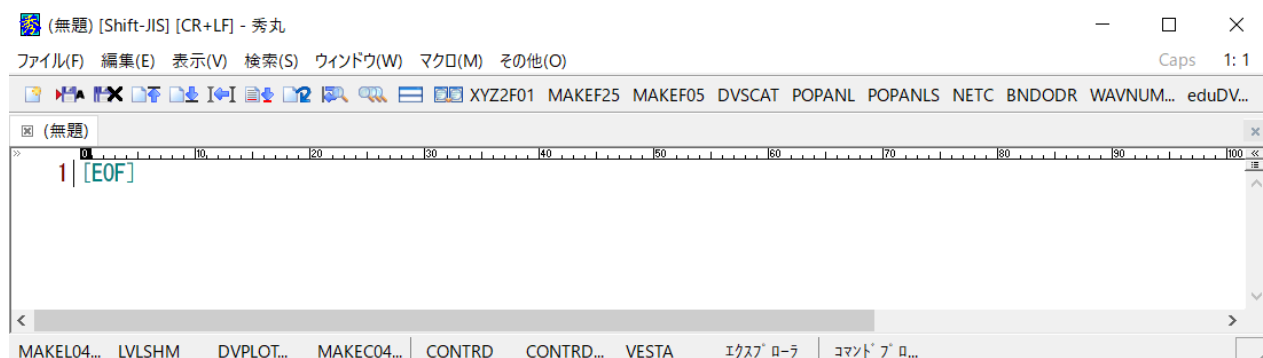 秀 (無題) [Shift-JIS] [CR+LF] - 秀丸
ファイル(F) 編集(E) 表示(V) 検索(S) ウィンドウ(W) マクロ(M) その他(O) Caps 1: 1
XYZ2F01 MAKEF25 MAKEF05 DVSCAT POPANL POPANLS NETC BNDODR WAVNUM... eduDV...
(無題)
0 10 20 30 40 50 60 70 80 90 100
1 [EOF]
MAKEL04... LVLSHM DVPLOT... MAKEC04... CONTRD CONTRD... VESTA ｴｸｽﾌﾟﾛｰﾗ ｺﾏﾝﾄﾞﾌﾟﾛ...